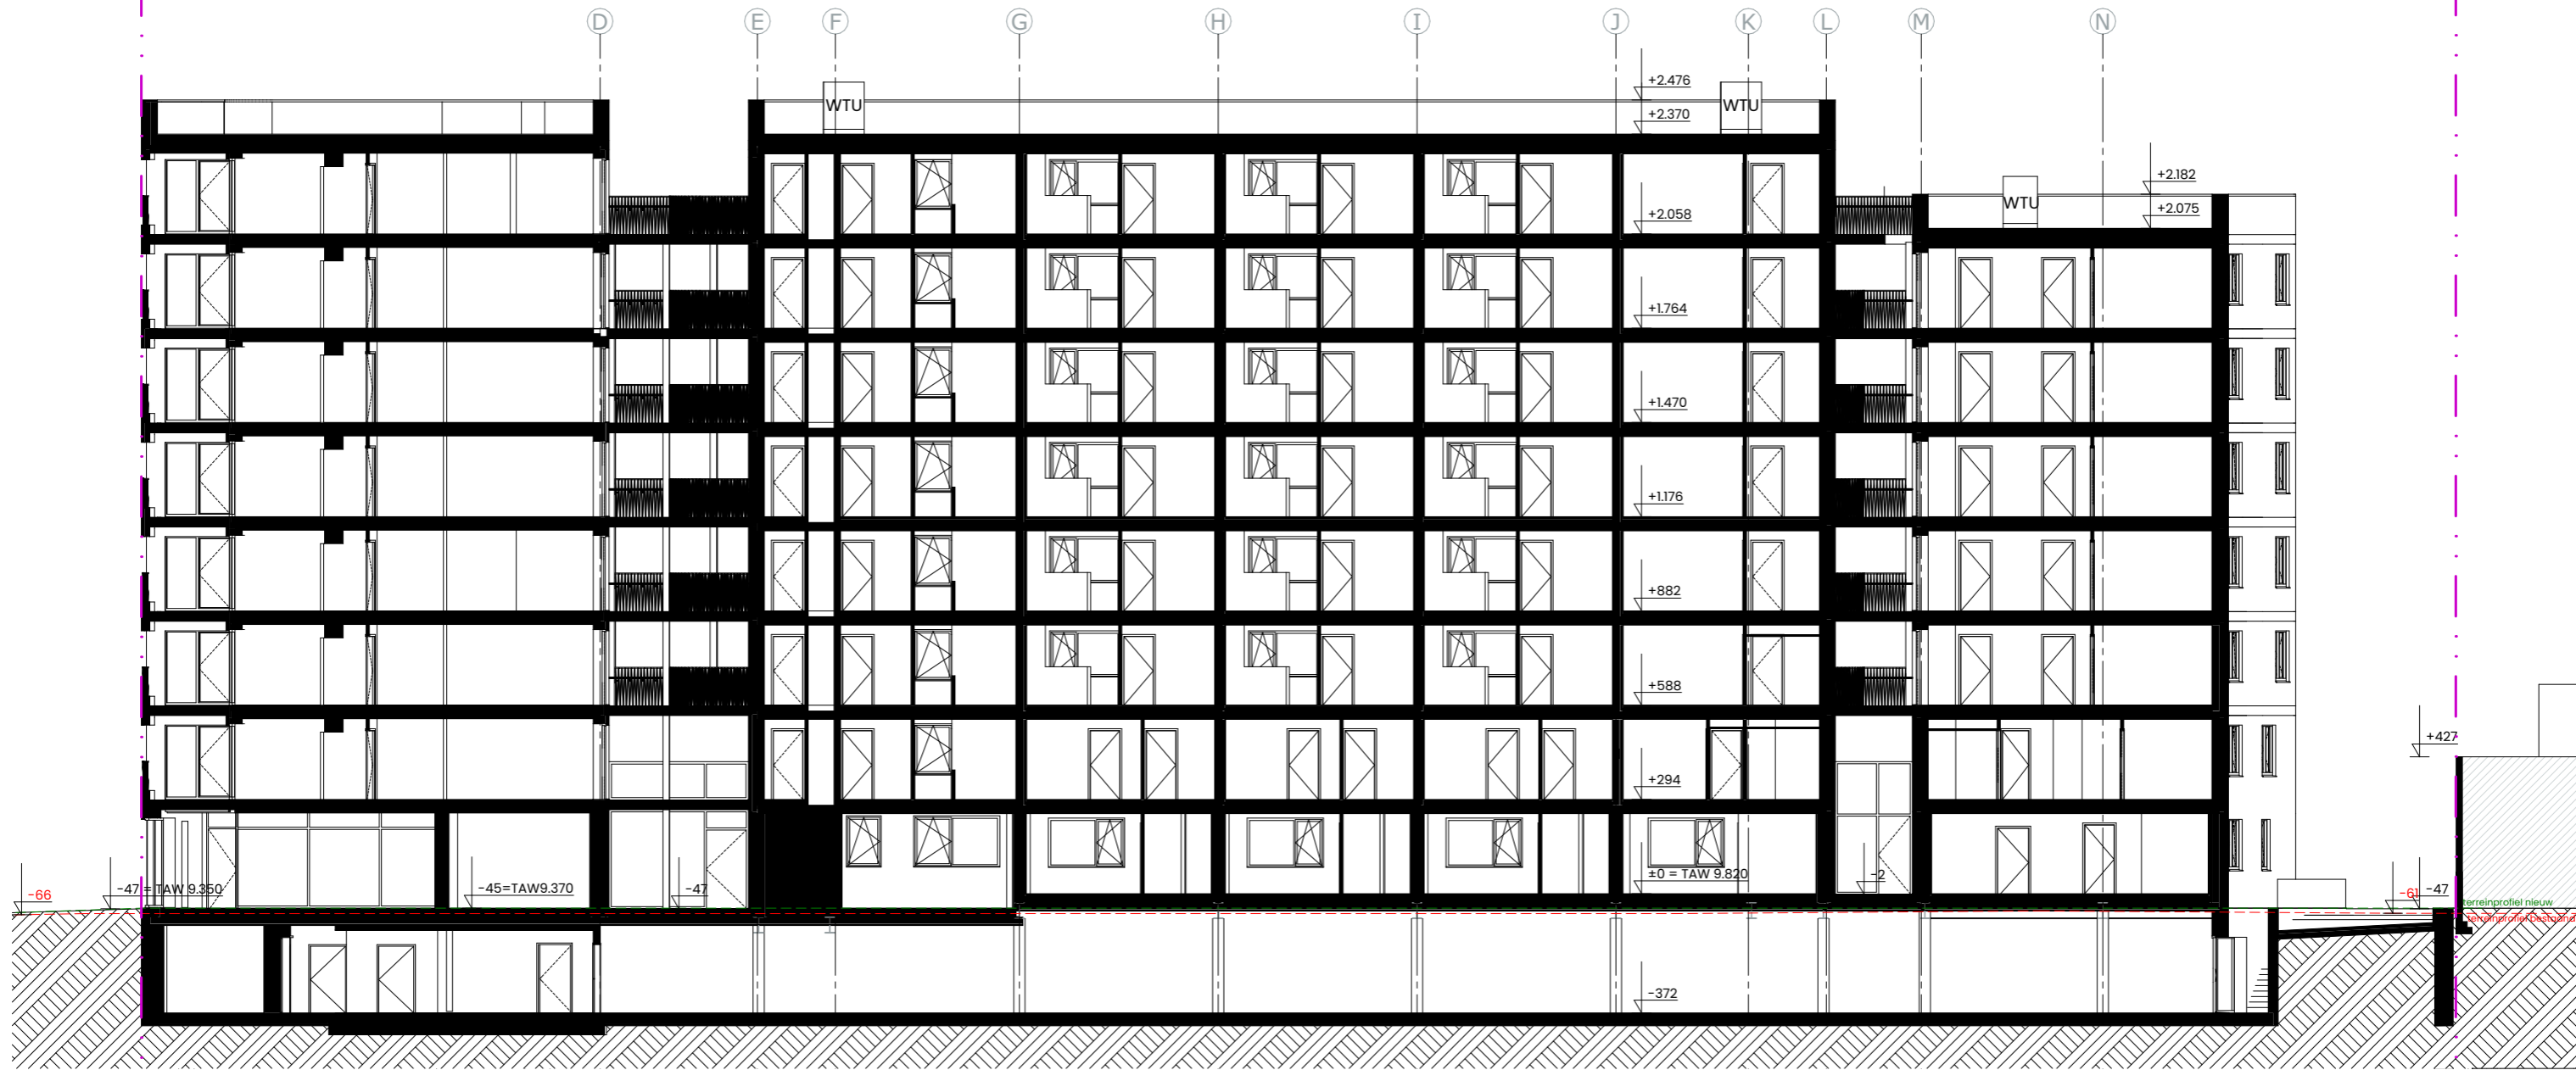 D E F G H I J K L M N
+2.476
WTU WTU
+2.370
+2.182
WTU
+2.058 +2.075
+1.764
+1.470
+1.176
+882
+588
+427
+294
±0 = TAW 9.820 -2
-66 -47 = TAW 9.350 -45=TAW9.370 -47 -61 -47
terreinprofiel nieuw
terreinprofiel bestaand
-372